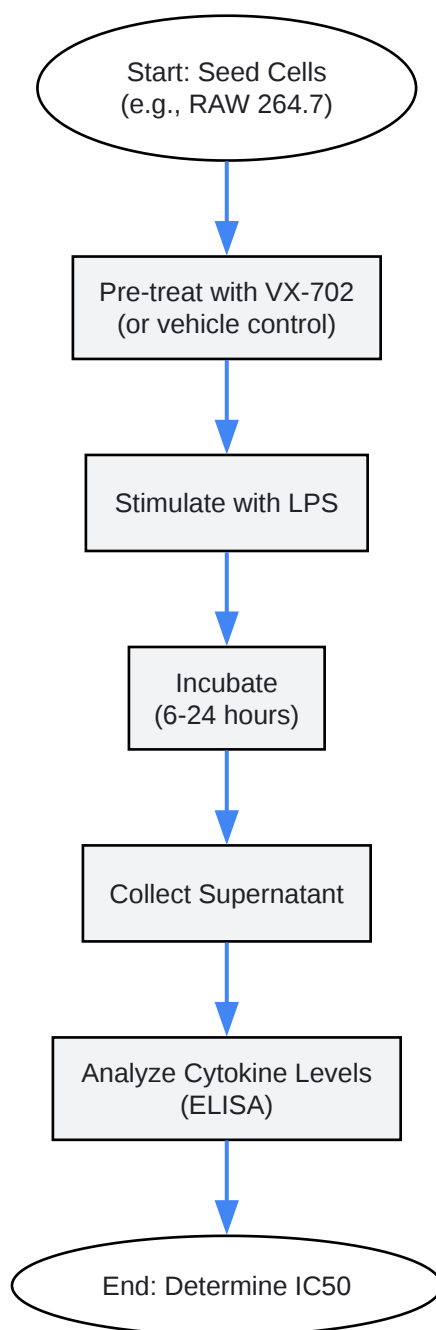 Start: Seed Cells
(e.g., RAW 264.7)
Pre-treat with VX-702
(or vehicle control)
Stimulate with LPS
Incubate
(6-24 hours)
Collect Supernatant
Analyze Cytokine Levels
(ELISA)
End: Determine IC50